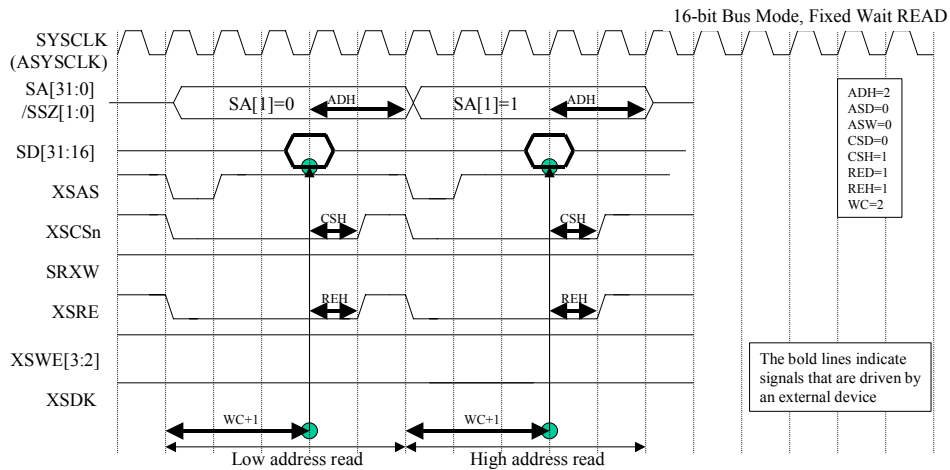 16-bit Bus Mode, Fixed Wait READ
SYSCLK
(ASYSCLK)
SA[31:0]
/SSZ[1:0]
SA[1]=0
ADH
SA[1]=1
ADH
SD[31:16]
XSAS
XSCSn
CSH
CSH
SRXW
XSRE
REH
REH
XSWE[3:2]
XSDK
WC+1
WC+1
Low address read
High address read
ADH=2
ASD=0
ASW=0
CSD=0
CSH=1
RED=1
REH=1
WC=2
The bold lines indicate
signals that are driven by
an external device